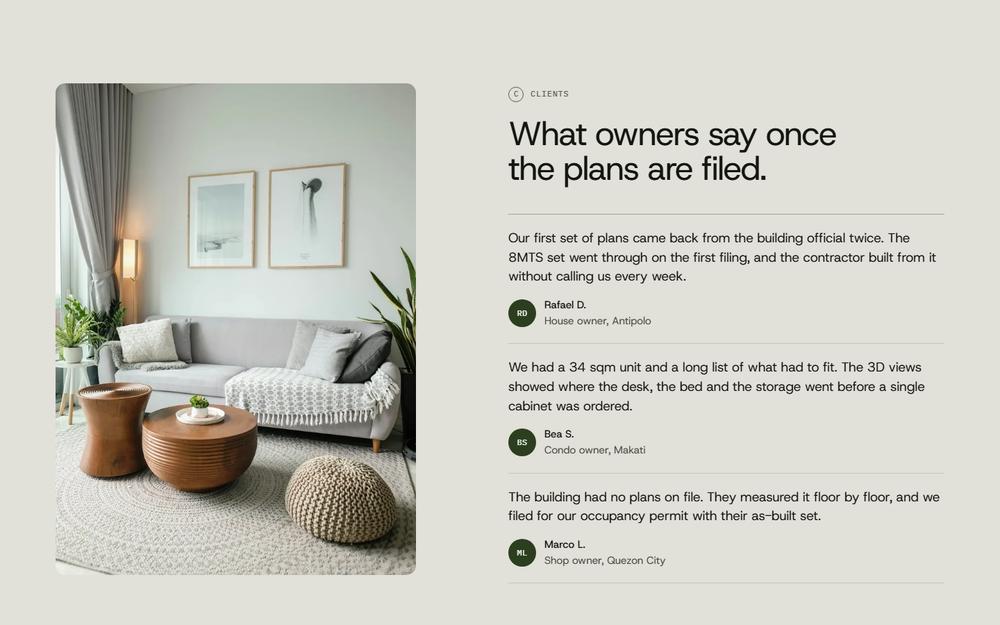 C CLIENTS
What owners say once
the plans are filed.
Our first set of plans came back from the building official twice. The
8MTS set went through on the first filing, and the contractor built from it
without calling us every week.
RD
Rafael D.
House owner, Antipolo
We had a 34 sqm unit and a long list of what had to fit. The 3D views
showed where the desk, the bed and the storage went before a single
cabinet was ordered.
BS
Bea S.
Condo owner, Makati
The building had no plans on file. They measured it floor by floor, and we
filed for our occupancy permit with their as-built set.
ML
Marco L.
Shop owner, Quezon City